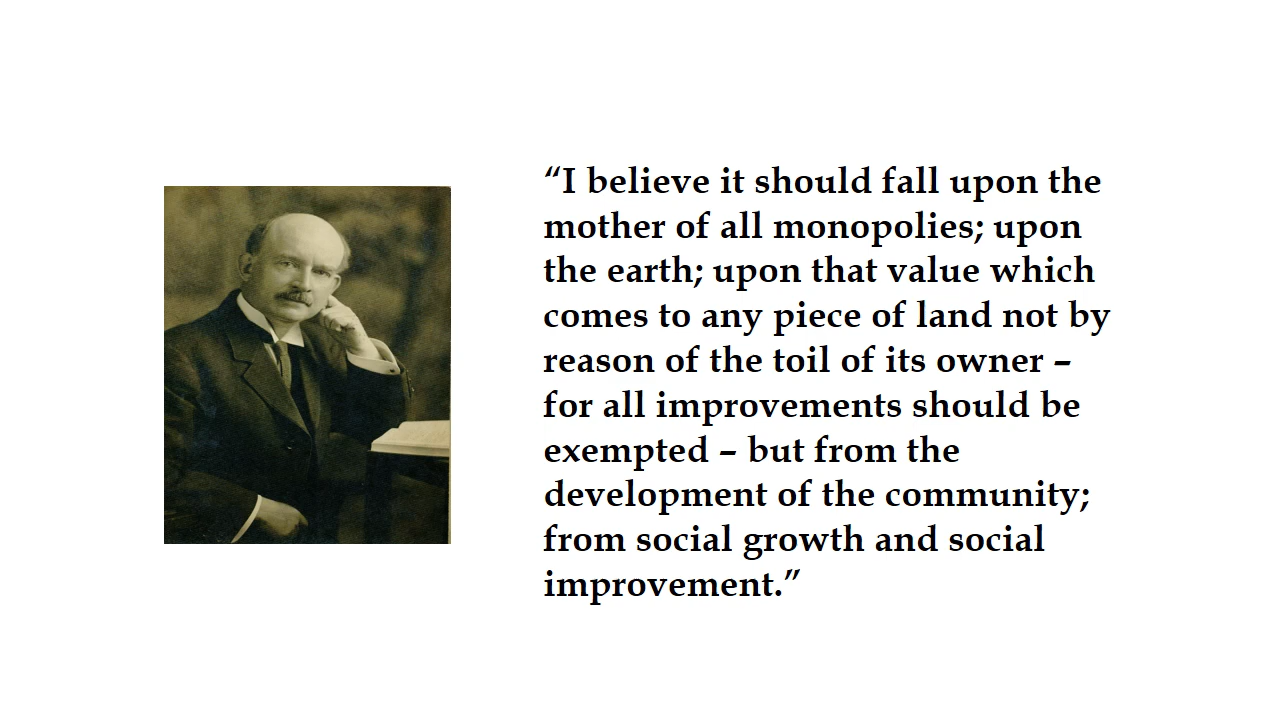 “I believe it should fall upon the
mother of all monopolies; upon
the earth; upon that value which
comes to any piece of land not by
reason of the toil of its owner –
for all improvements should be
exempted – but from the
development of the community;
from social growth and social
improvement.”